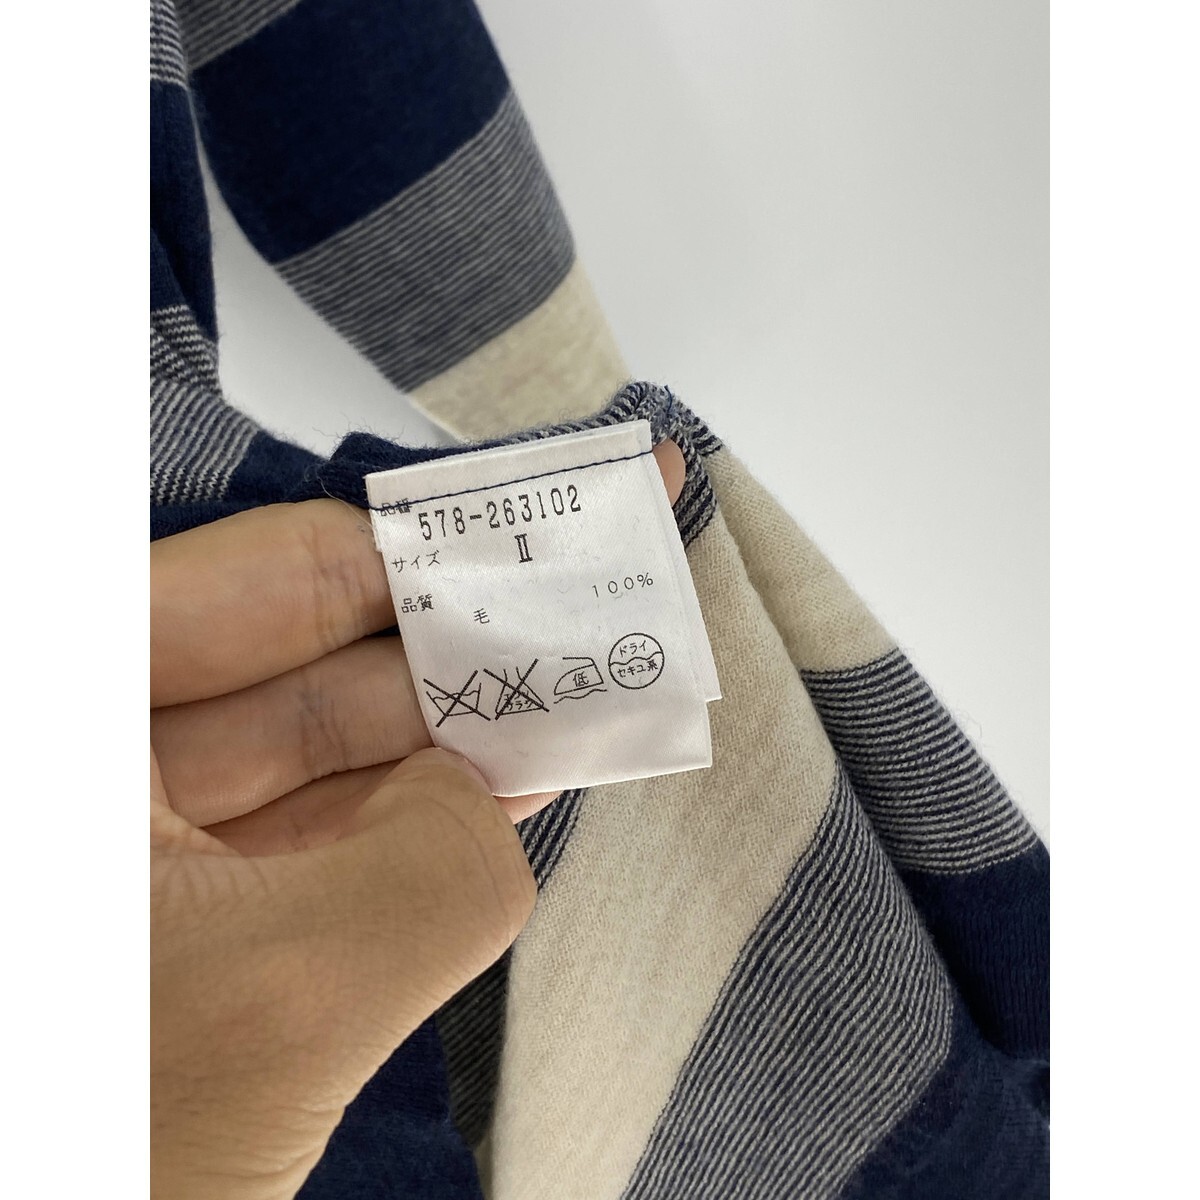 品番 578-263102
サイズ II
品質 毛 100%
低
ドライ
セキユ系